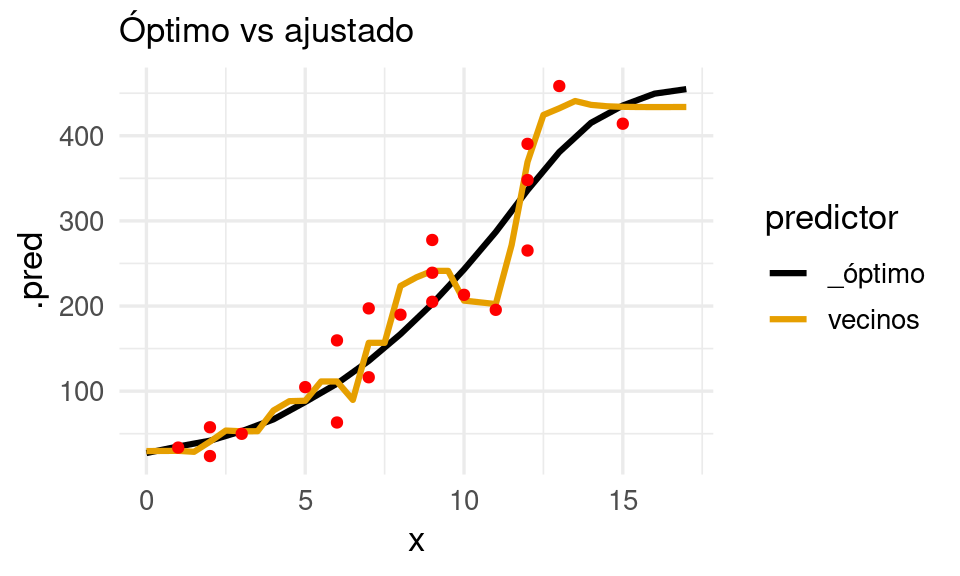 Óptimo vs ajustado
400
300
200
100
.pred
0 5 10 15
x
predictor
_óptimo
vecinos